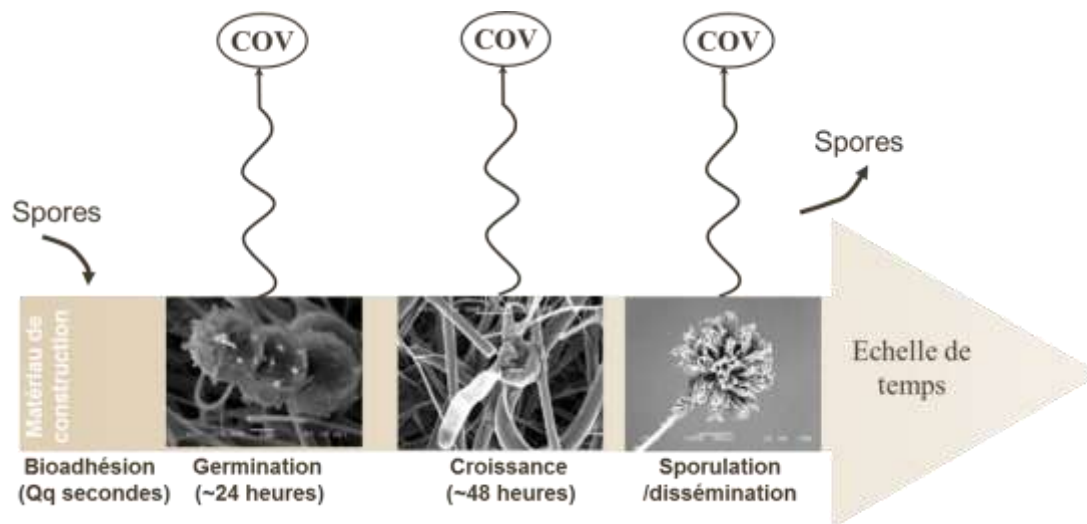 COV
COV
COV
Spores
Spores
Matériau de
construction
Echelle de
temps
Bioadhésion
(Qq secondes)
Germination
(~24 heures)
Croissance
(~48 heures)
Sporulation
/dissémination